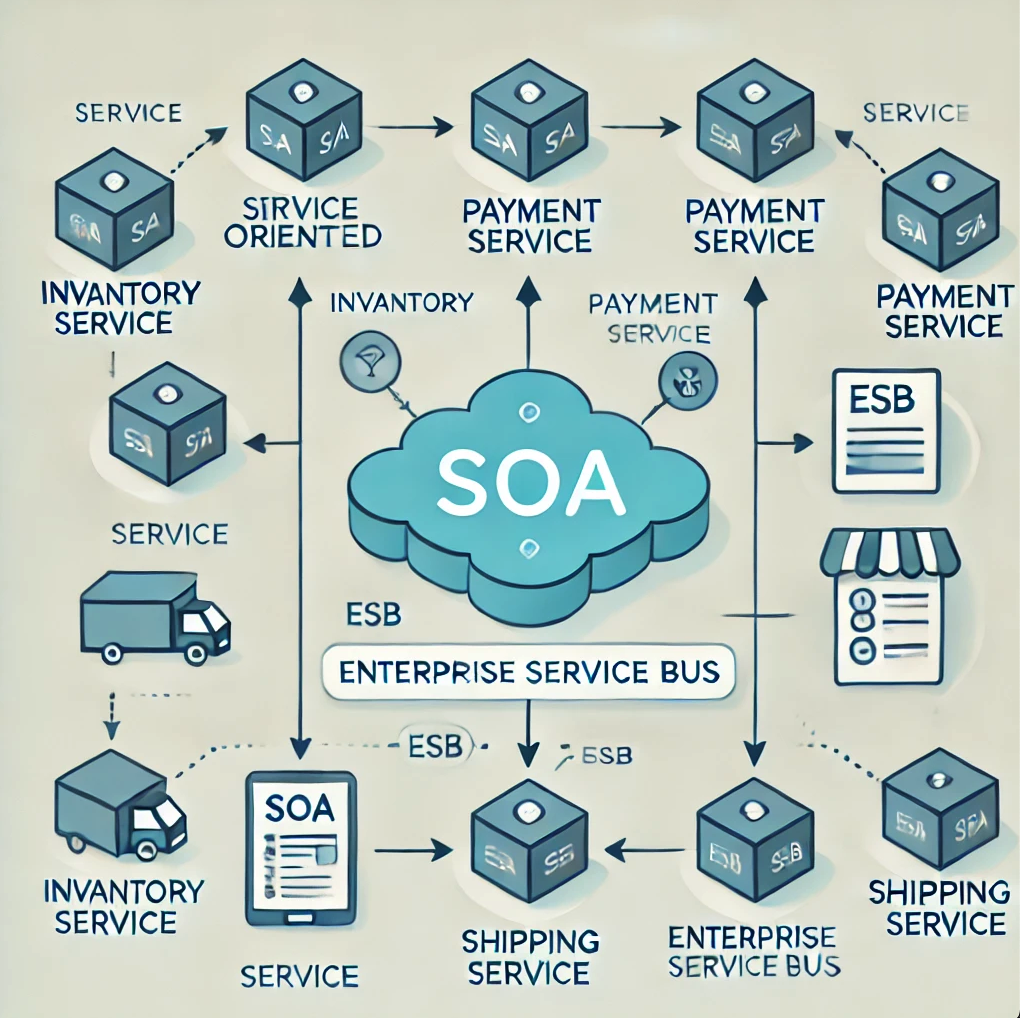 SERVICE
SERVICE
SA SA
SA SA
SA
SA
SIRVICE
ORIENTED
PAYMENT
SERVICE
PAYMENT
SERVICE
INVANTORY
SERVICE
PAYMENT
SERVICE
INVANTORY
PAYMENT
SERVICE
ESB
SOA
SERVICE
ESB
ENTERPRISE SERVICE BUS
ESB
ESB
SOA
INVANTORY
SERVICE
SHIPPING
SERVICE
SHIPPING
SERVICE
ENTERPRISE
SERVICE BUS
SERVICE